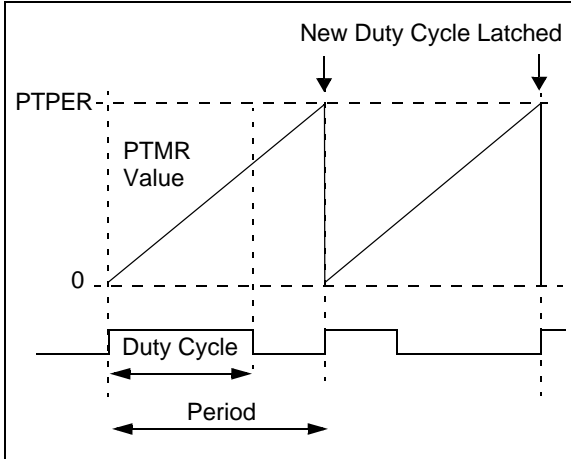 New Duty Cycle Latched
PTPER
PTMR
Value
0
Duty Cycle
Period